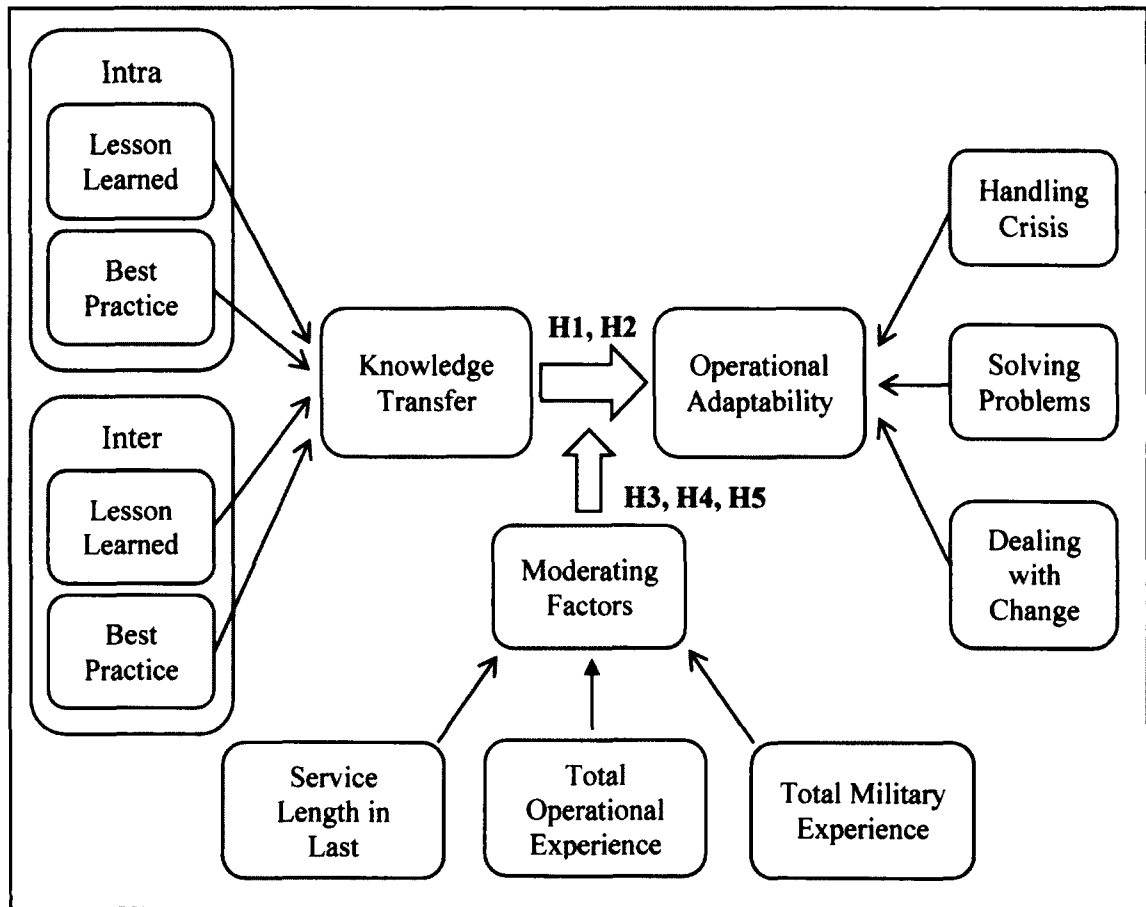 Intra
Lesson
Learned
Best
Practice
Inter
Lesson
Learned
Best
Practice
Knowledge
Transfer
H1, H2
Operational
Adaptability
H3, H4, H5
Moderating
Factors
Handling
Crisis
Solving
Problems
Dealing
with
Change
Service
Length in
Last
Total
Operational
Experience
Total Military
Experience